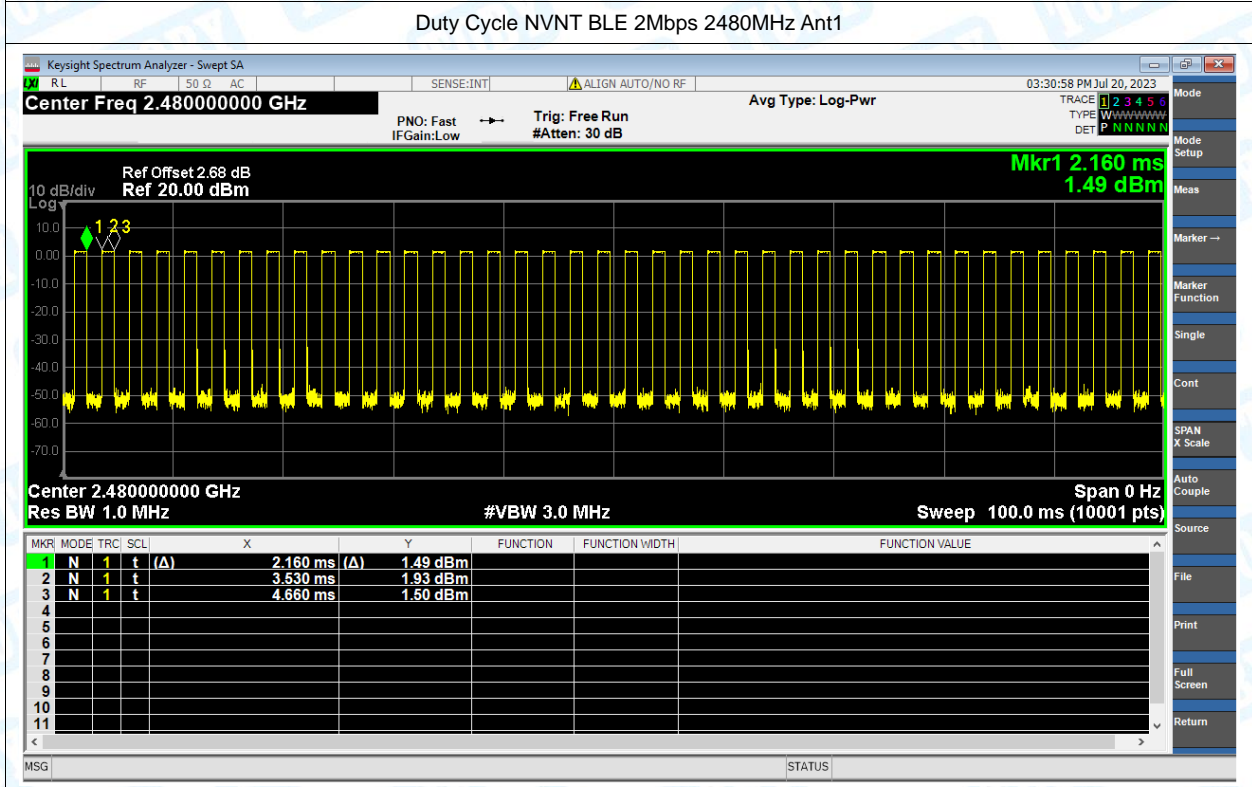 Duty Cycle NVNT BLE 2Mbps 2480MHz Ant1
Keysight Spectrum Analyzer - Swept SA
LXI RL RF 50 Ω AC SENSE:INT ALIGN AUTO/NO RF 03:30:58 PM Jul 20, 2023
Center Freq 2.480000000 GHz Avg Type: Log-Pwr TRACE 1 2 3 4 5 6
PNO: Fast Trig: Free Run TYPE WWWWWW
IFGain:Low #Atten: 30 dB DET P N N N N N
Mkr1 2.160 ms
1.49 dBm
Ref Offset 2.68 dB
10 dB/div Ref 20.00 dBm
Log
10.0
0.00
-10.0
-20.0
-30.0
-40.0
-50.0
-60.0
-70.0
1 2 3
Center 2.480000000 GHz Span 0 Hz
Res BW 1.0 MHz #VBW 3.0 MHz Sweep 100.0 ms (10001 pts)
MKR MODE TRC SCL X Y FUNCTION FUNCTION WIDTH FUNCTION VALUE
1 N 1 t (Δ) 2.160 ms (Δ) 1.49 dBm
2 N 1 t 3.530 ms 1.93 dBm
3 N 1 t 4.660 ms 1.50 dBm
4
5
6
7
8
9
10
11
MSG STATUS
Mode
Mode
Setup
Meas
Marker →
Marker
Function
Single
Cont
SPAN
X Scale
Auto
Couple
Source
File
Print
Full
Screen
Return